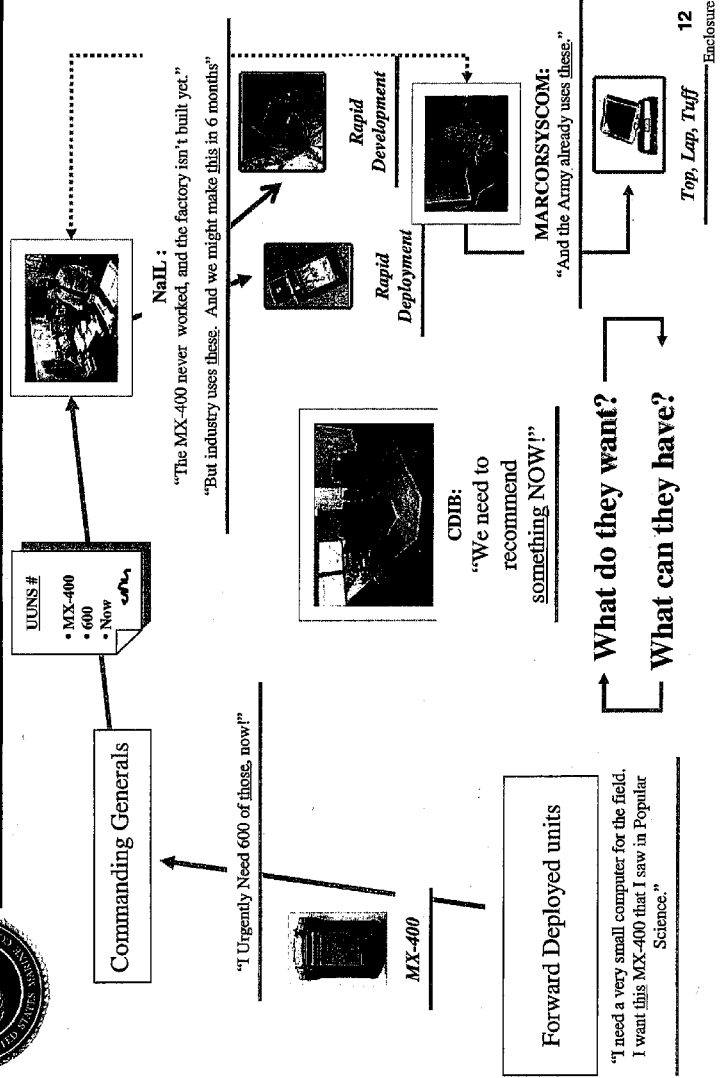 UUNS #
• MX-400
• 600
• Now
Commanding Generals
"I Urgently Need 600 of those, now!"
MX-400
Forward Deployed units
"I need a very small computer for the field.
I want this MX-400 that I saw in Popular
Science."
NaIL :
"The MX-400 never worked, and the factory isn't built yet."
"But industry uses these. And we might make this in 6 months"
Rapid
Deployment
Rapid
Development
CDIB:
"We need to
recommend
something NOW!"
MARCORSYSCOM:
"And the Army already uses these."
Top, Lap, Tuff
What do they want?
What can they have?
12
Enclosure